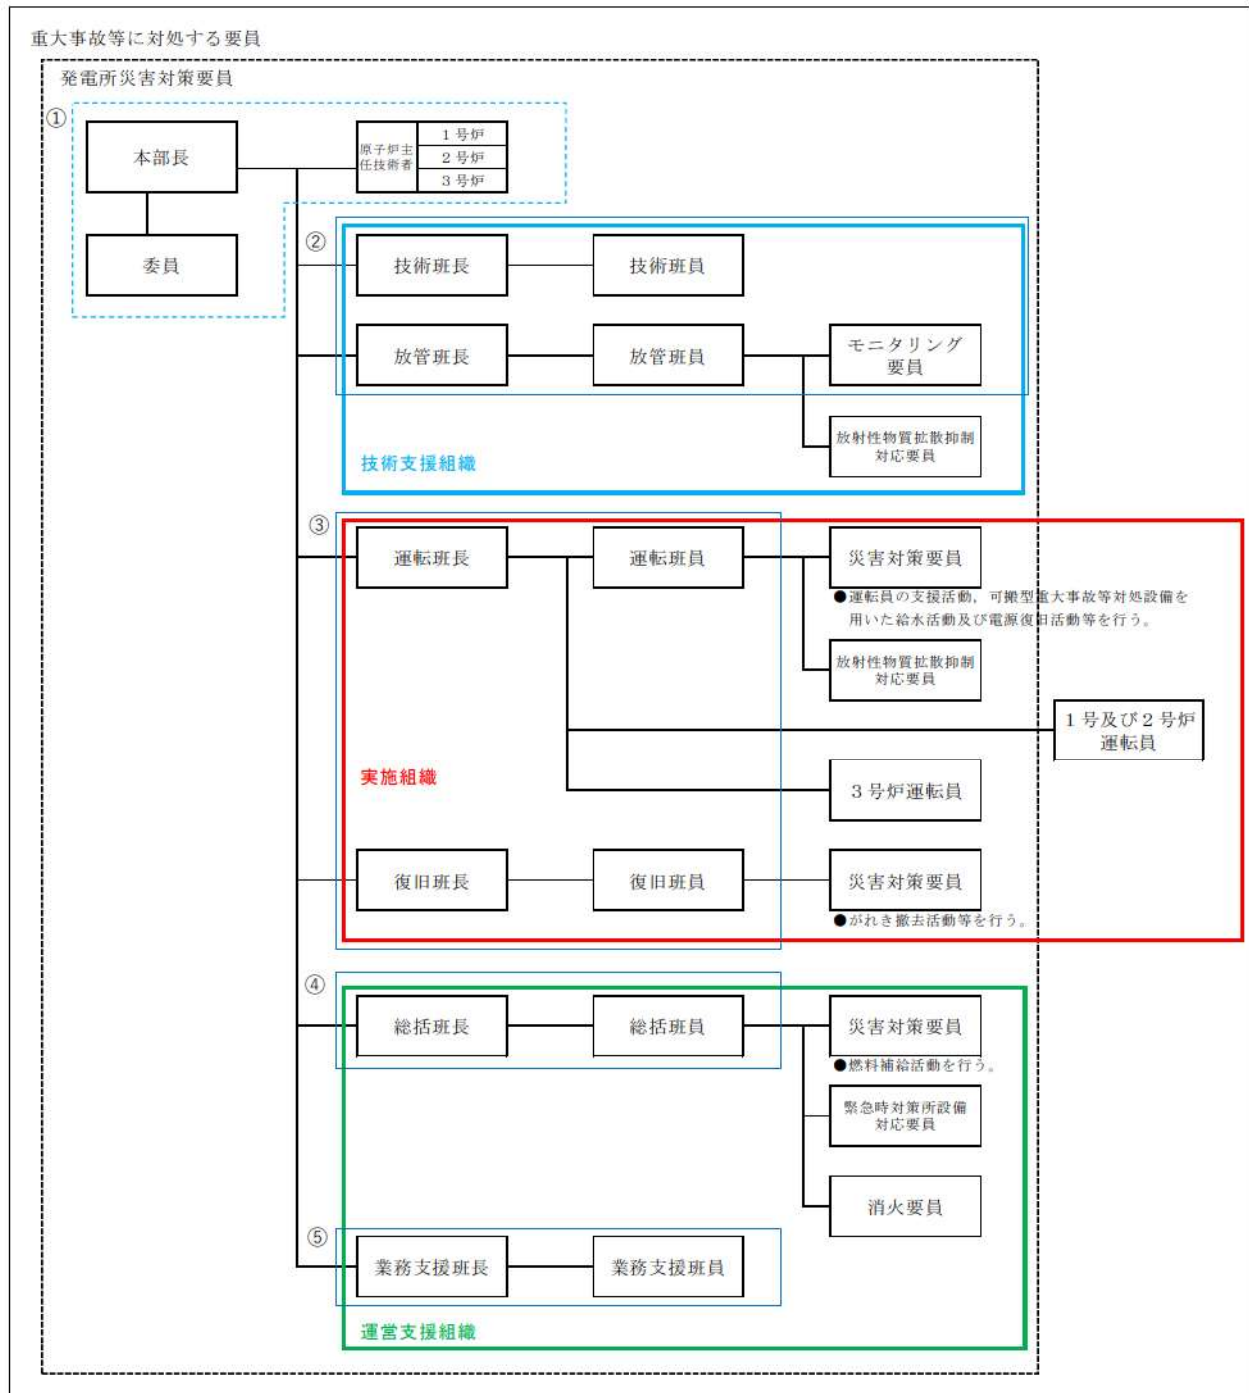 重大事故等に対処する要員
発電所災害対策要員
①
本部長
原子炉主
任技術者
1号炉
2号炉
3号炉
委員
②
技術班長
技術班員
放管班長
放管班員
モニタリング
要員
放射性物質拡散抑制
対応要員
技術支援組織
③
運転班長
運転班員
災害対策要員
●運転員の支援活動，可搬型重大事故等対処設備を
用いた給水活動及び電源復旧活動等を行う。
放射性物質拡散抑制
対応要員
1号及び2号炉
運転員
実施組織
3号炉運転員
復旧班長
復旧班員
災害対策要員
●がれき撤去活動等を行う。
④
総括班長
総括班員
災害対策要員
●燃料補給活動を行う。
緊急時対策所設備
対応要員
消火要員
⑤
業務支援班長
業務支援班員
運営支援組織